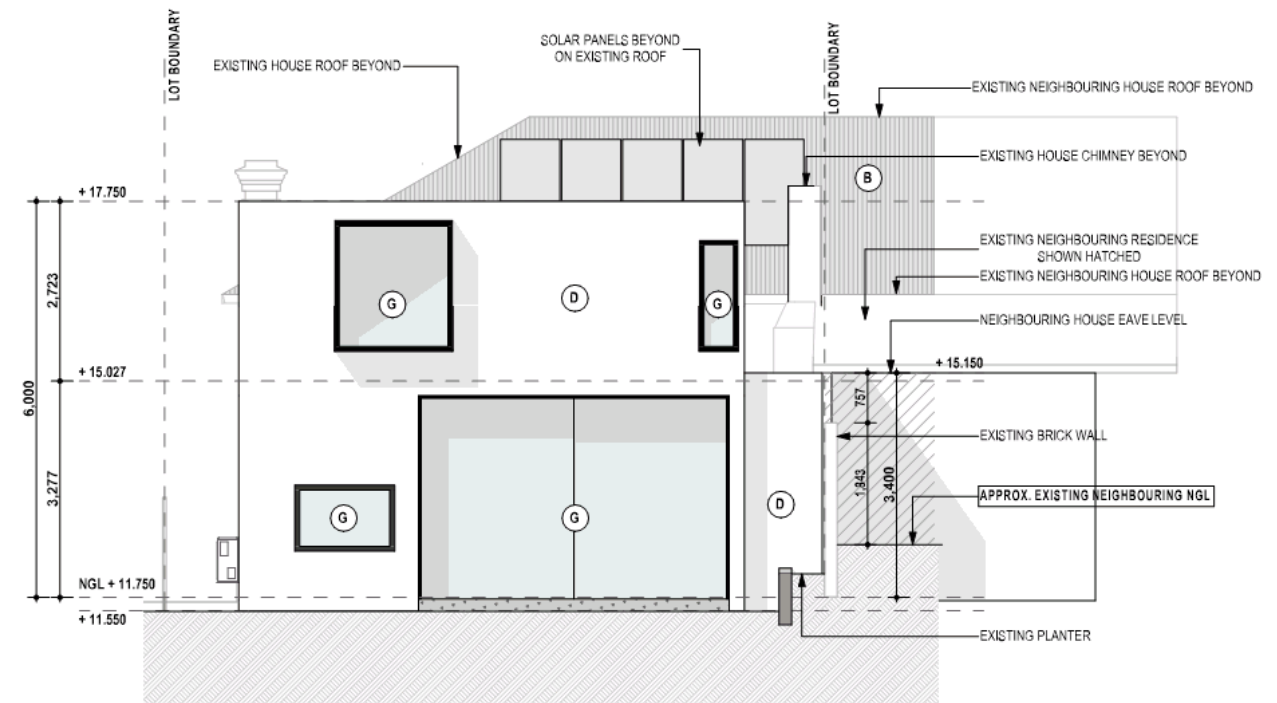 LOT BOUNDARY
EXISTING HOUSE ROOF BEYOND
SOLAR PANELS BEYOND
ON EXISTING ROOF
LOT BOUNDARY
EXISTING NEIGHBOURING HOUSE ROOF BEYOND
EXISTING HOUSE CHIMNEY BEYOND
B
+ 17.750
EXISTING NEIGHBOURING RESIDENCE
SHOWN HATCHED
EXISTING NEIGHBOURING HOUSE ROOF BEYOND
2,723
G
D
G
NEIGHBOURING HOUSE EAVE LEVEL
+ 15.150
+ 15.027
6,000
757
EXISTING BRICK WALL
3,277
1,843
3,400
APPROX. EXISTING NEIGHBOURING NGL
G
G
D
NGL + 11.750
+ 11.550
EXISTING PLANTER